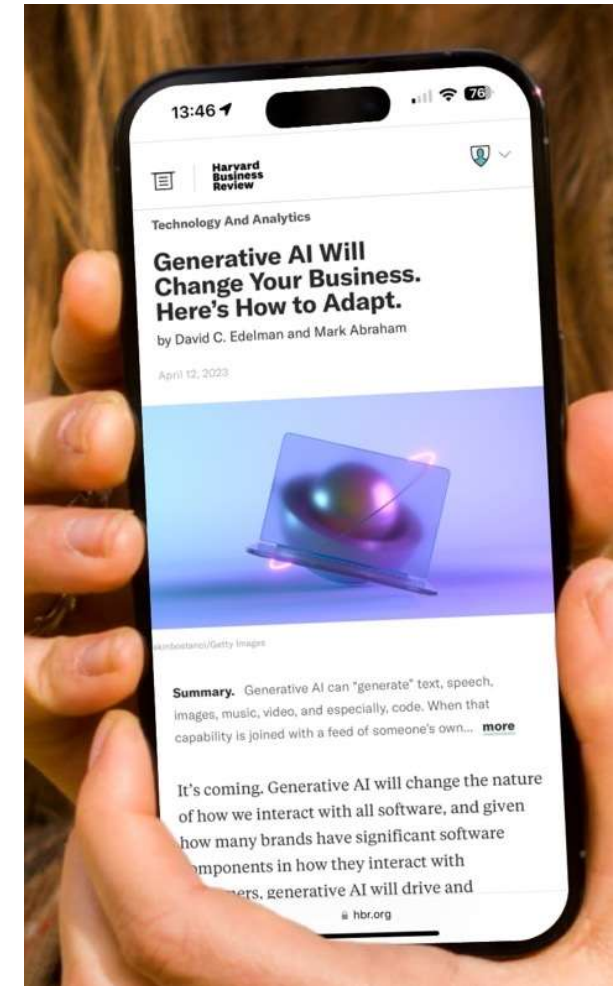 13:46
76
Harvard
Business
Review
Technology And Analytics
Generative AI Will
Change Your Business.
Here's How to Adapt.
by David C. Edelman and Mark Abraham
April 12, 2023
/Getty Images
Summary. Generative AI can "generate" text, speech,
images, music, video, and especially, code. When that
capability is joined with a feed of someone's own... more
It's coming. Generative AI will change the nature
of how we interact with all software, and given
how many brands have significant software
components in how they interact with
generative AI will drive and
hbr.org